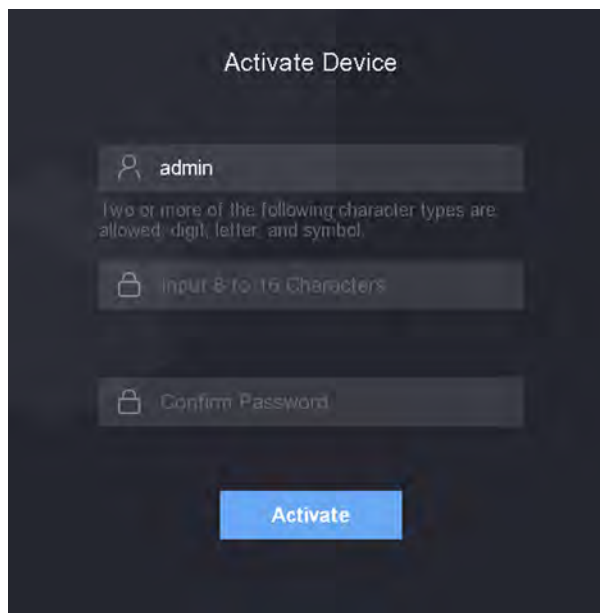 Activate Device
admin
Two or more of the following character types are
allowed: digit, letter, and symbol.
Input 8 to 16 Characters
Confirm Password
Activate